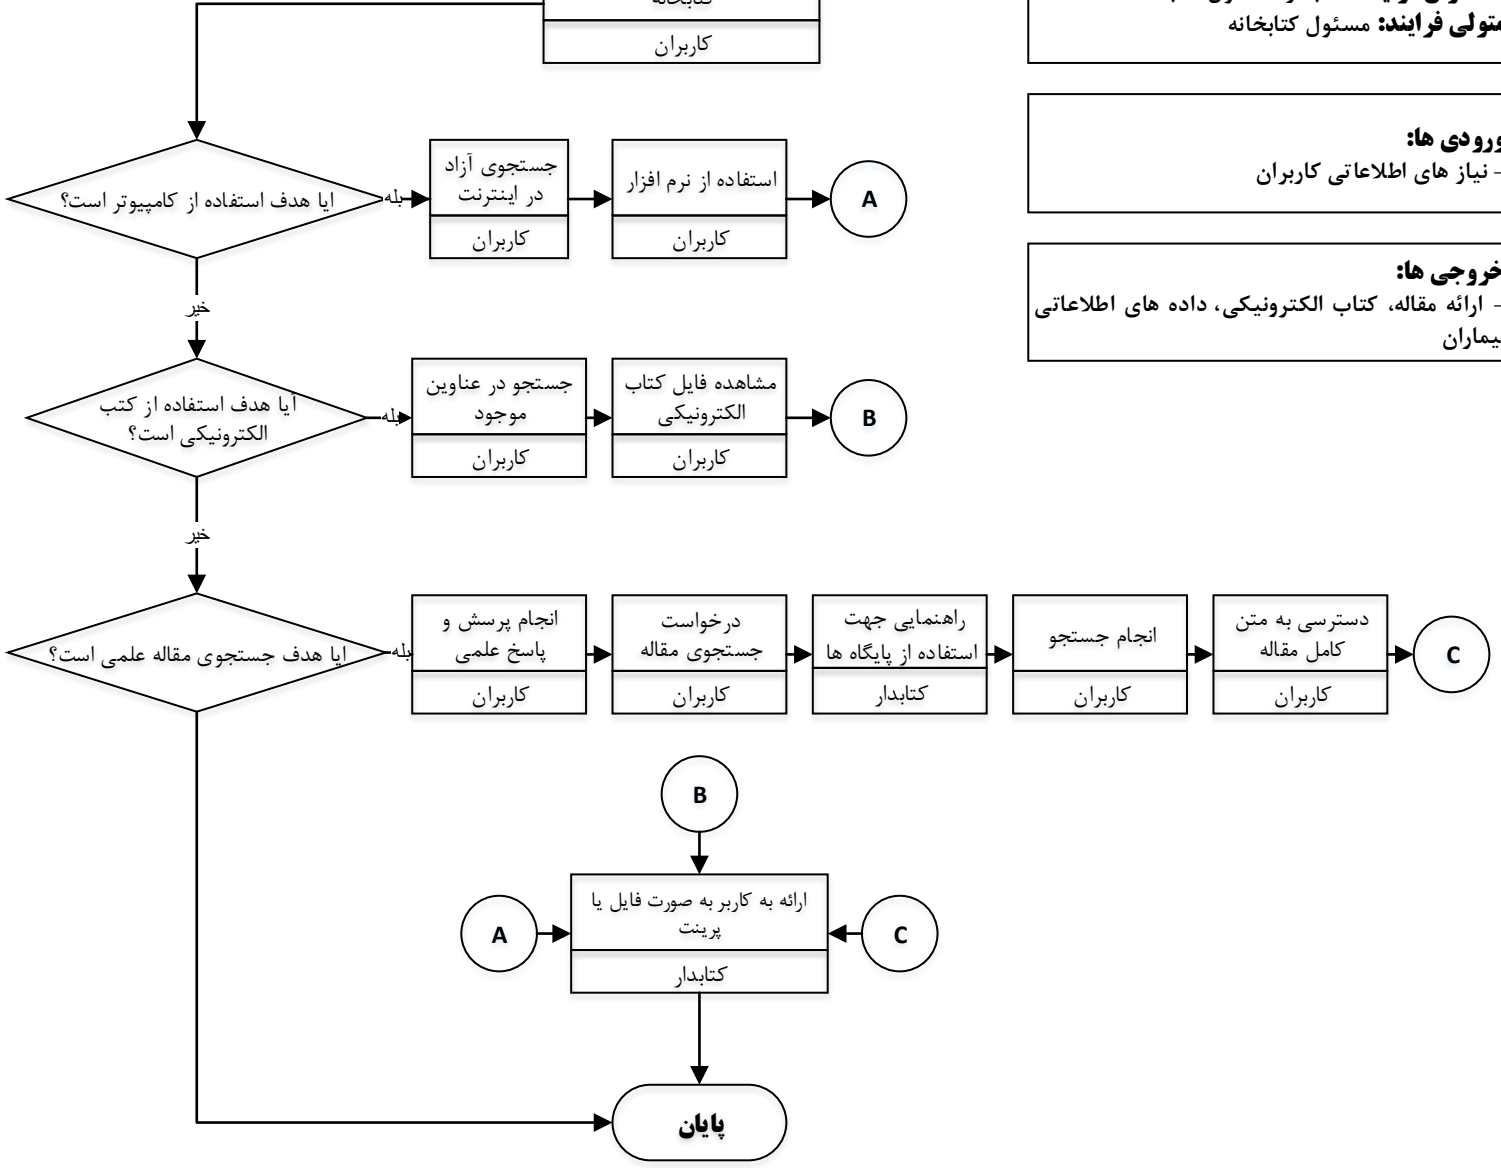 کتابخانه
کاربران
متولی فرایند: مسئول کتابخانه
ورودی ها:
- نیاز های اطلاعاتی کاربران
خروجی ها:
- ارائه مقاله، کتاب الکترونیکی، داده های اطلاعاتی
بیماران
ایا هدف استفاده از کامپیوتر است؟
بله
جستجوی آزاد
در اینترنت
کاربران
استفاده از نرم افزار
کاربران
A
خیر
آیا هدف استفاده از کتب
الکترونیکی است؟
بله
جستجو در عناوین
موجود
کاربران
مشاهده فایل کتاب
الکترونیکی
کاربران
B
خیر
ایا هدف جستجوی مقاله علمی است؟
بله
انجام پرسش و
پاسخ علمی
کاربران
درخواست
جستجوی مقاله
کاربران
راهنمایی جهت
استفاده از پایگاه ها
کتابدار
انجام جستجو
کاربران
دسترسی به متن
کامل مقاله
کاربران
C
B
A
ارائه به کاربر به صورت فایل یا
پرینت
کتابدار
C
پایان